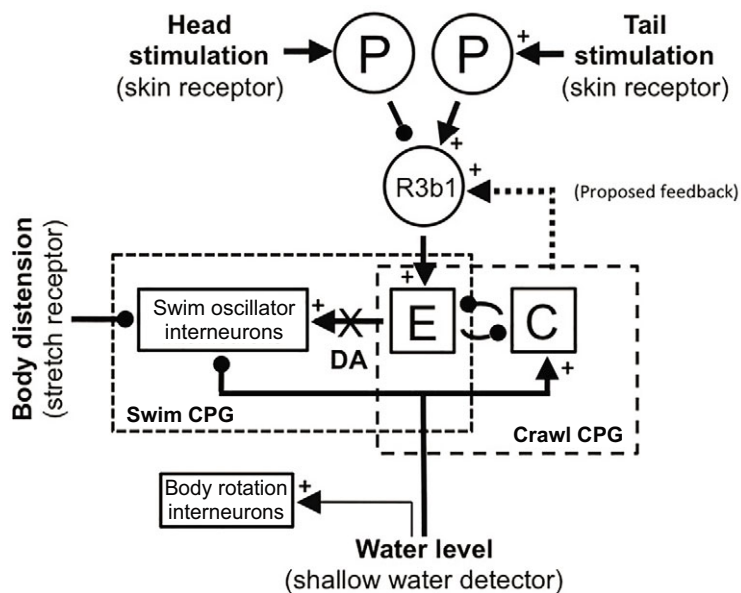 Head
stimulation
(skin receptor)
P
P
+
Tail
stimulation
(skin receptor)
+
R3b1
+
(Proposed feedback)
Body distension
(stretch receptor)
Swim oscillator
interneurons
+
X
DA
+
E
C
+
Swim CPG
Crawl CPG
Body rotation
interneurons
+
Water level
(shallow water detector)